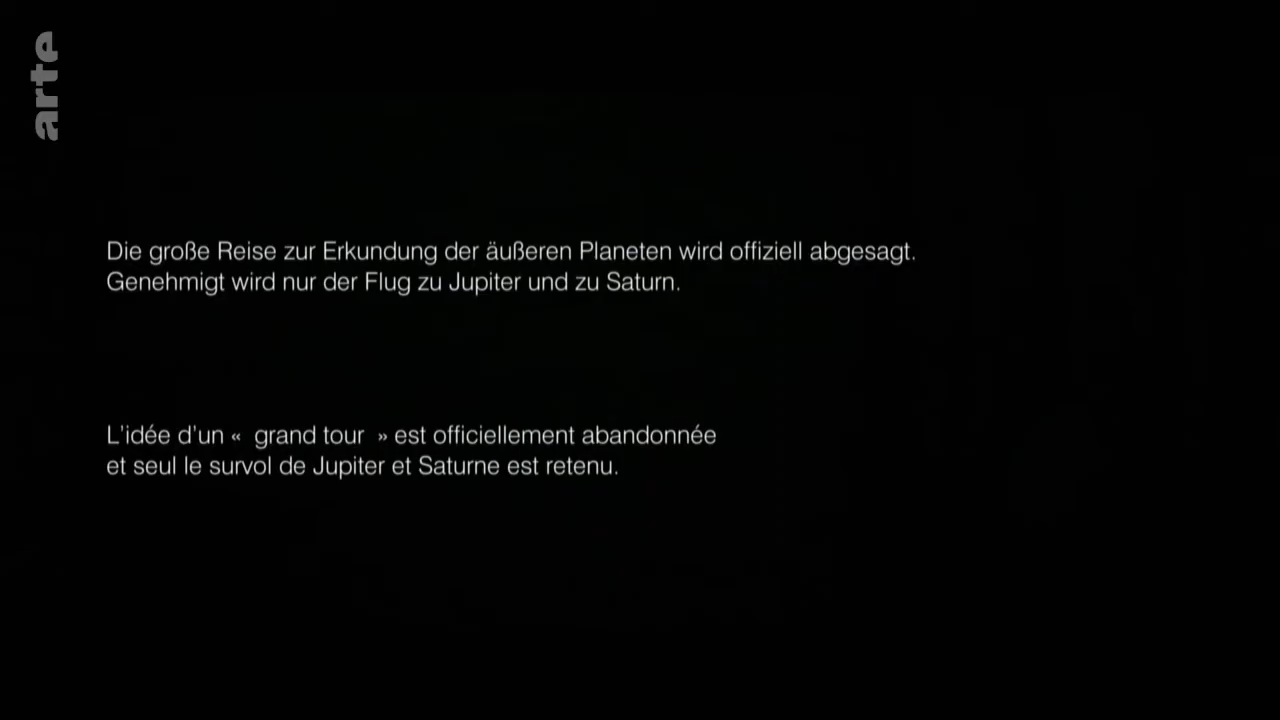 arte
Die große Reise zur Erkundung der äußeren Planeten wird offiziell abgesagt.
Genehmigt wird nur der Flug zu Jupiter und zu Saturn.
L'idée d'un «  grand tour  » est officiellement abandonnée
et seul le survol de Jupiter et Saturne est retenu.